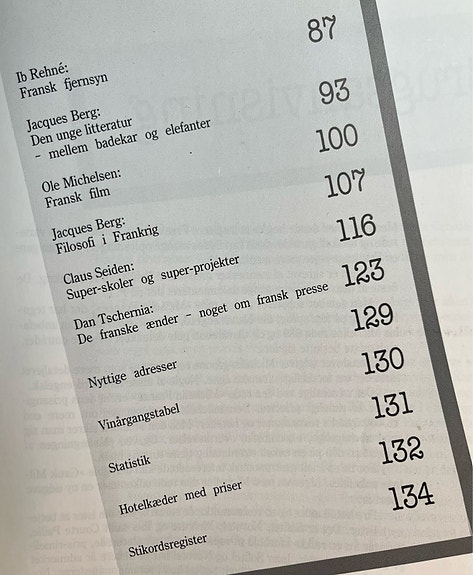 Ib Rehné:
Fransk fjernsyn 87
Jacques Berg:
Den unge litteratur
– mellem badekar og elefanter 93
Ole Michelsen:
Fransk film 100
Jacques Berg:
Filosofi i Frankrig 107
Claus Seiden:
Super-skoler og super-projekter 116
Dan Tschernia:
De franske ænder – noget om fransk presse 123
Nyttige adresser 129
Vinårgangstabel 130
Statistik 131
Hotelkæder med priser 132
Stikordsregister 134